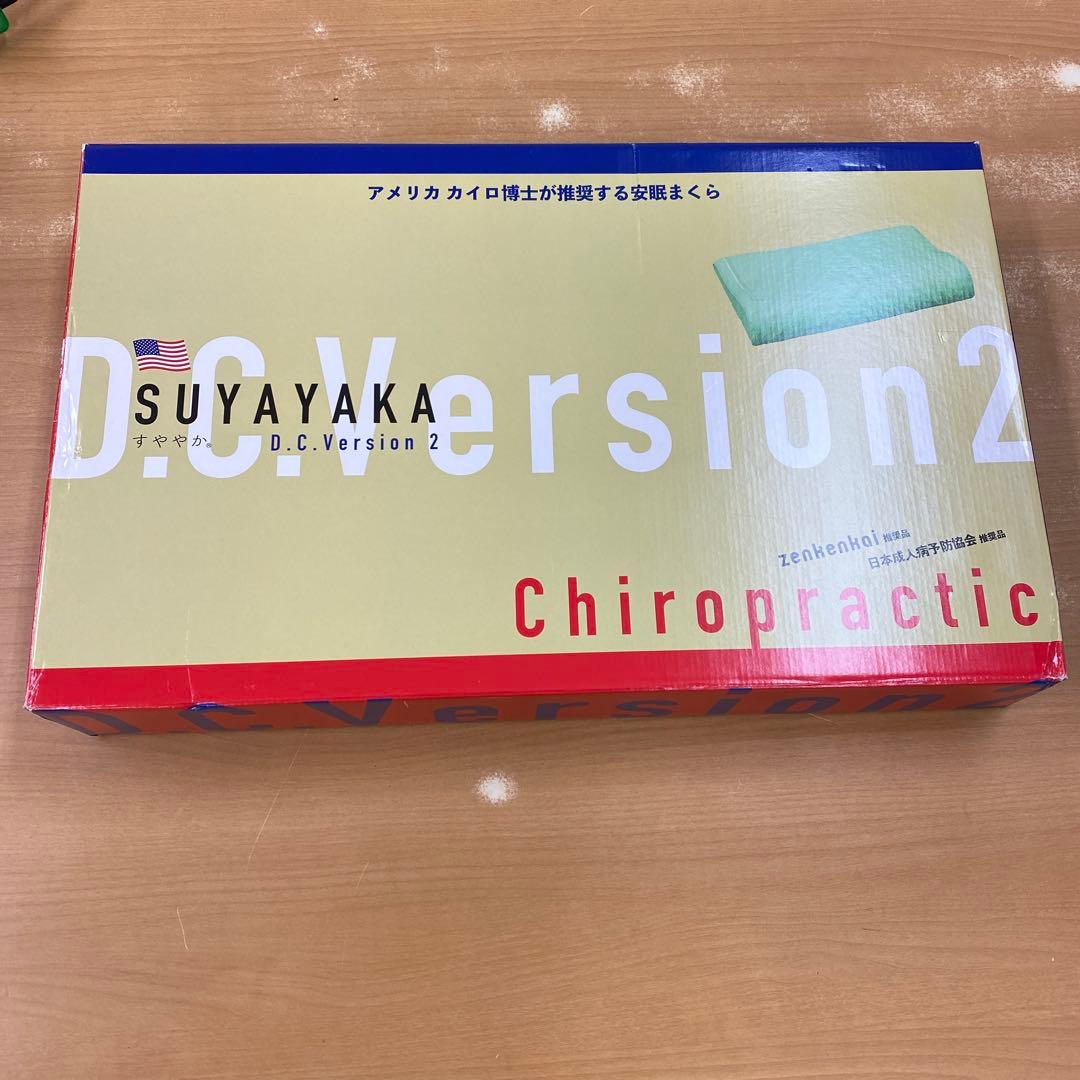 アメリカ カイロ博士が推奨する安眠まくら
D.C.Version2
SUYAYAKA
すややか®
D.C.Version 2
zenkenkai 推奨品
日本成人病予防協会 推奨品
Chiropractic
D.C.Version2